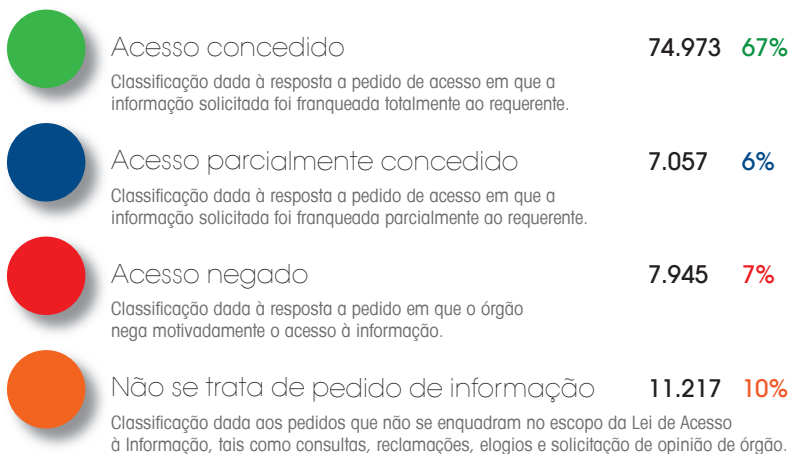 Acesso concedido 74.973 67%
Classificação dada à resposta a pedido de acesso em que a
informação solicitada foi franqueada totalmente ao requerente.
Acesso parcialmente concedido 7.057 6%
Classificação dada à resposta a pedido de acesso em que a
informação solicitada foi franqueada parcialmente ao requerente.
Acesso negado 7.945 7%
Classificação dada à resposta a pedido em que o órgão
nega motivadamente o acesso à informação.
Não se trata de pedido de informação 11.217 10%
Classificação dada aos pedidos que não se enquadram no escopo da Lei de Acesso
à Informação, tais como consultas, reclamações, elogios e solicitação de opinião de órgão.